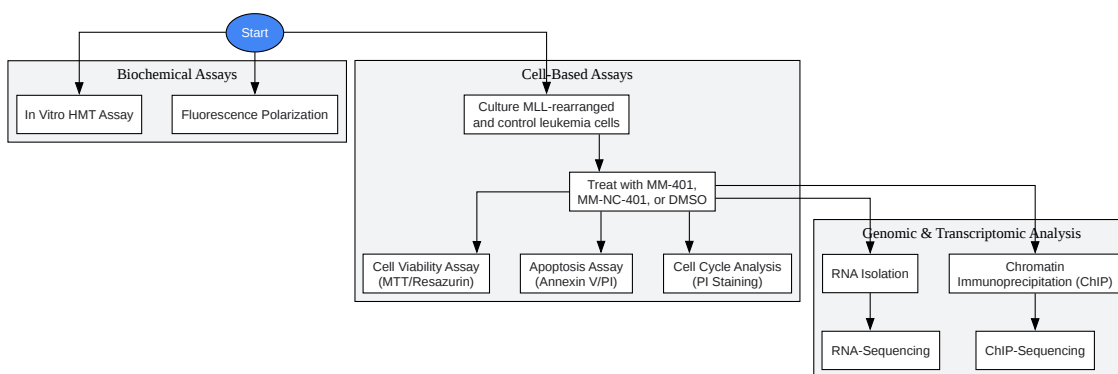 Start
Biochemical Assays
In Vitro HMT Assay
Fluorescence Polarization
Cell-Based Assays
Culture MLL-rearranged
and control leukemia cells
Treat with MM-401,
MM-NC-401, or DMSO
Cell Viability Assay
(MTT/Resazurin)
Apoptosis Assay
(Annexin V/PI)
Cell Cycle Analysis
(PI Staining)
Genomic & Transcriptomic Analysis
RNA Isolation
Chromatin
Immunoprecipitation (ChIP)
RNA-Sequencing
ChIP-Sequencing